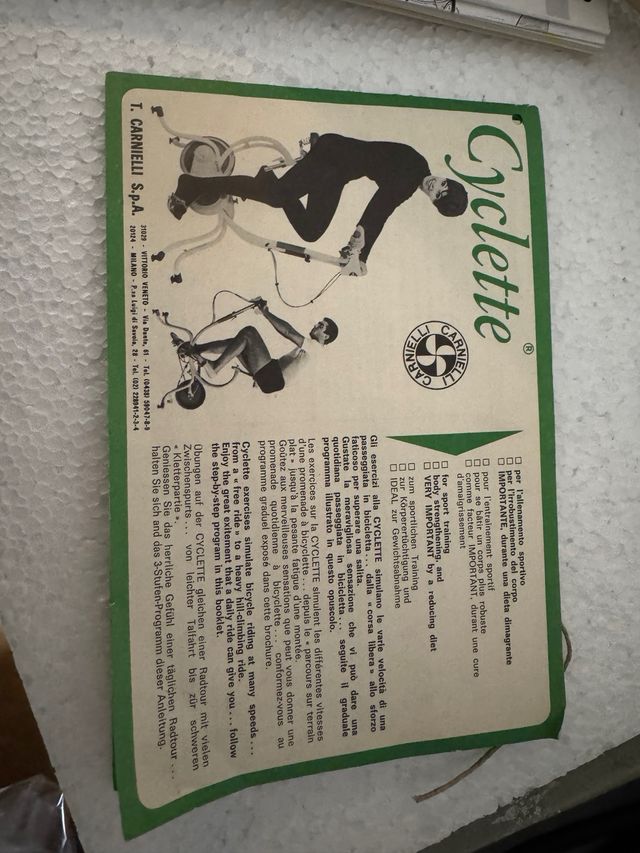 Cyclette ®
CARNIELLI CARNIELLI
T. CARNIELLI S.p.A.
31029 - VITTORIO VENETO - Via Dante, 61 - Tel. (0438) 59047-8-9
20124 - MILANO - P.za Luigi di Savoia, 28 - Tel. (02) 228941-2-3-4
per l'allenamento sportivo
per l'irrobustimento del corpo
IMPORTANTE, durante una dieta dimagrante
pour l'entraînement sportif
pour se bâtir un corps plus robuste
comme facteur IMPORTANT, durant une cure
d'amaigrissement
for sport training
body strengthening and
VERY IMPORTANT by a reducing diet
zum sportlichen Training
zur Körperertüchtigung und
IDEAL zur Gewichtsabnahme
Gli esercizi alla CYCLETTE simulano le varie velocità di una
passeggiata in bicicletta... dalla « corsa libera » allo sforzo
faticoso per superare una salita.
Gustate la meravigliosa sensazione che vi può dare una
quotidiana passeggiata in bicicletta... seguite il graduale
programma illustrato in questo opuscolo.
Les exercices sur la CYCLETTE simulent les différentes vitesses
d'une promenade à bicyclette... depuis le « parcours sur terrain
plat » jusqu'à la pesante fatigue d'une montée.
Goûtez aux merveilleuses sensations que peut vous donner une
promenade quotidienne à bicyclette... conformez-vous au
programme graduel exposé dans cette brochure.
Cyclette exercises simulate bicycle riding at many speeds...
from a « free ride » to a heavy hill-climbing ride.
Enjoy the great excitement that a daily ride can give you... follow
the step-by-step program in this booklet.
Übungen auf der CYCLETTE gleichen einer Radtour mit vielen
Zwischenspurts... von leichter Talfahrt bis zür schweren
« Kletterpartie ».
Geniessen Sie das herrliche Gefühl einer täglichen Radtour...
halten Sie sich and das 3-Stufen-Programm dieser Anleitung.